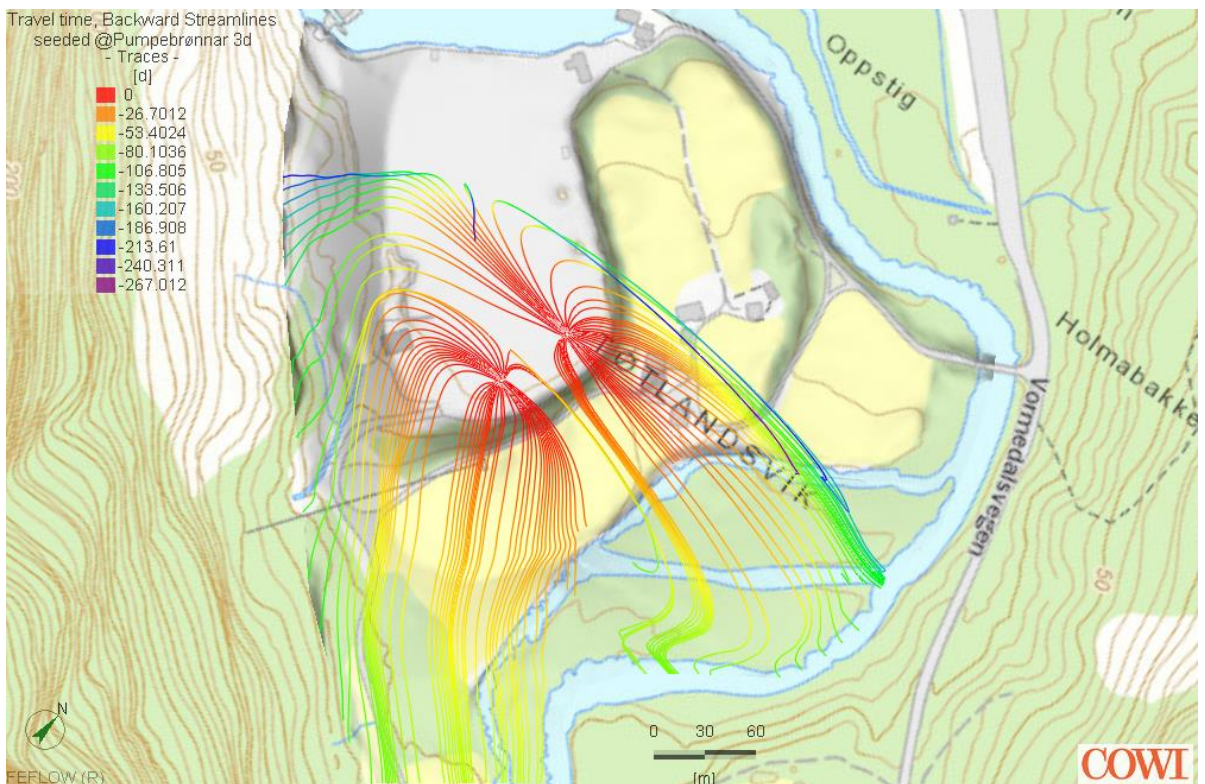 Travel time, Backward Streamlines
seeded @Pumpebrønnar 3d
- Traces -
[d]
0
-26.7012
-53.4024
-80.1036
-106.805
-133.506
-160.207
-186.908
-213.61
-240.311
-267.012
50
Oppstig
Holmabakke
Vormedalsvegen
OTLANDSVIK
50
N
0 30 60
[m]
FEFLOW (R)
COWI